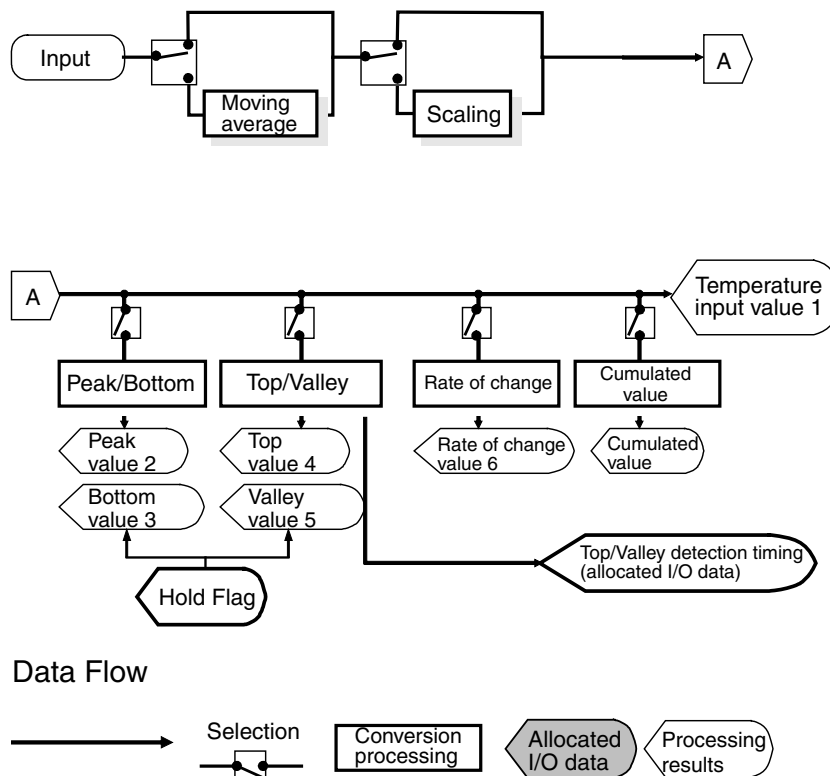 Input
Moving
average
Scaling
A
A
Temperature
input value 1
Peak/Bottom
Top/Valley
Rate of change
Cumulated
value
Peak
value 2
Top
value 4
Rate of change
value 6
Cumulated
value
Bottom
value 3
Valley
value 5
Hold Flag
Top/Valley detection timing
(allocated I/O data)
Data Flow
Selection
Conversion
processing
Allocated
I/O data
Processing
results